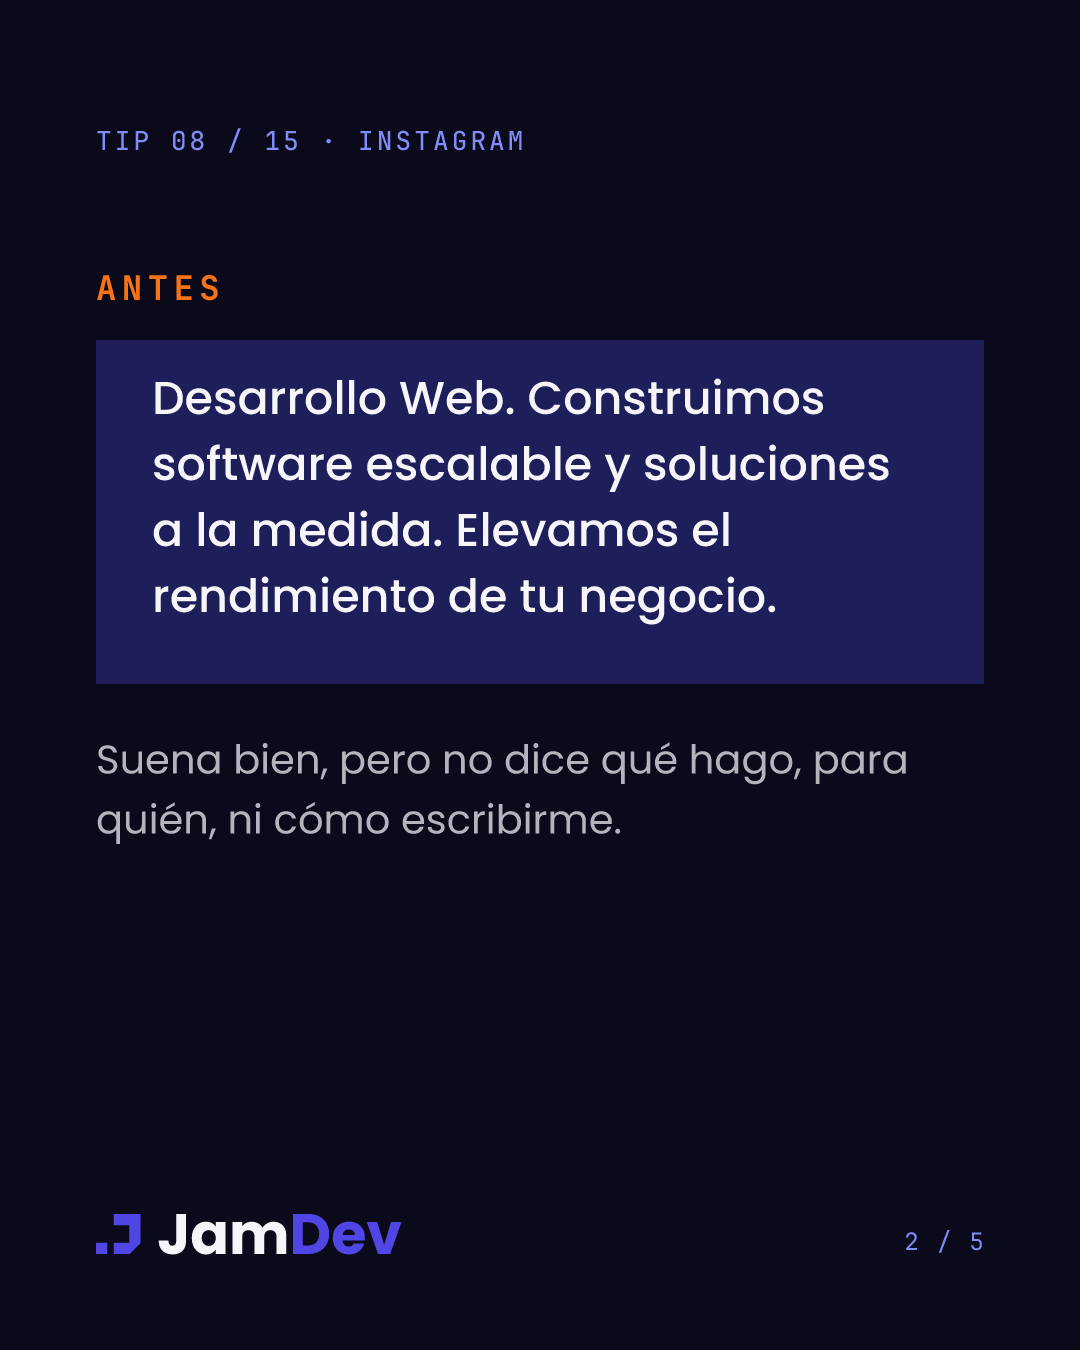 TIP 08 / 15 · INSTAGRAM
ANTES
Desarrollo Web. Construimos
software escalable y soluciones
a la medida. Elevamos el
rendimiento de tu negocio.
Suena bien, pero no dice qué hago, para
quién, ni cómo escribirme.
JamDev
2 / 5